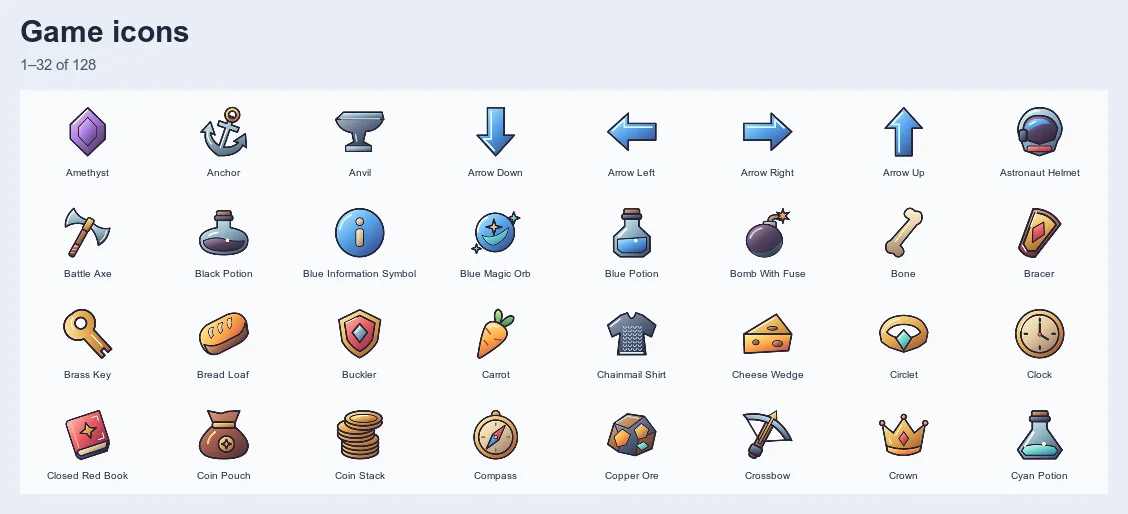 Game icons
1–32 of 128
Amethyst Anchor Anvil Arrow Down Arrow Left Arrow Right Arrow Up Astronaut Helmet
Battle Axe Black Potion Blue Information Symbol Blue Magic Orb Blue Potion Bomb With Fuse Bone Bracer
Brass Key Bread Loaf Buckler Carrot Chainmail Shirt Cheese Wedge Circlet Clock
Closed Red Book Coin Pouch Coin Stack Compass Copper Ore Crossbow Crown Cyan Potion